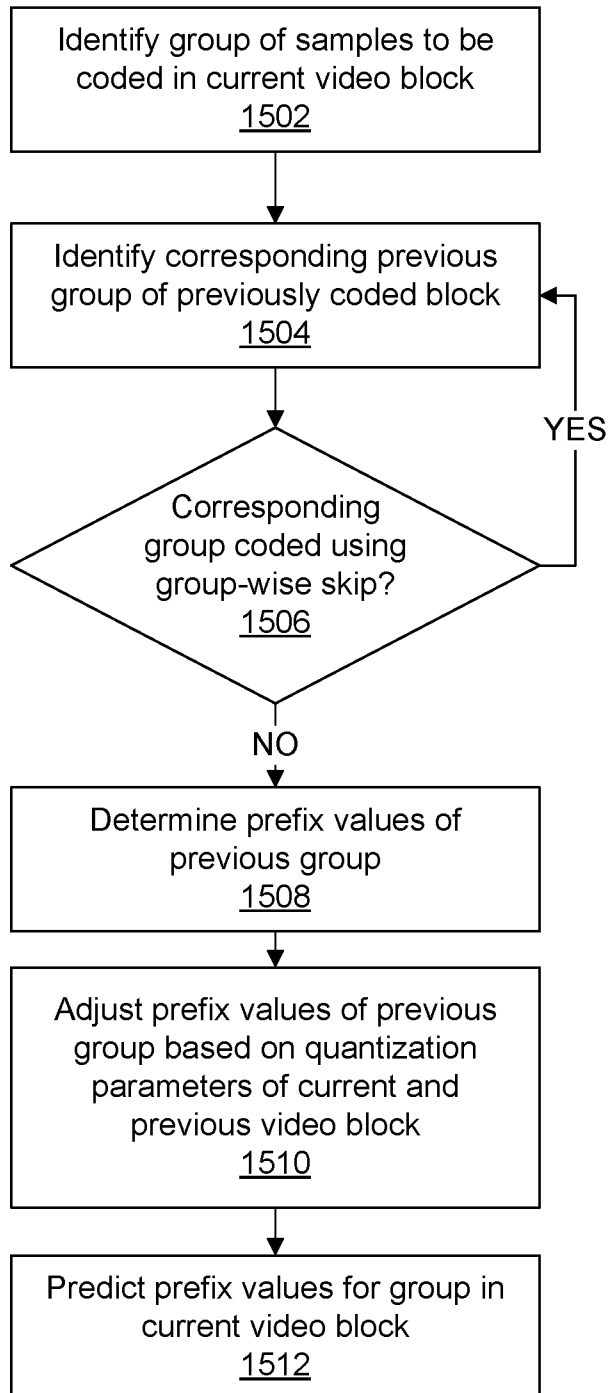 Identify group of samples to be
coded in current video block
1502
Identify corresponding previous
group of previously coded block
1504
YES
Corresponding
group coded using
group-wise skip?
1506
NO
Determine prefix values of
previous group
1508
Adjust prefix values of previous
group based on quantization
parameters of current and
previous video block
1510
Predict prefix values for group in
current video block
1512